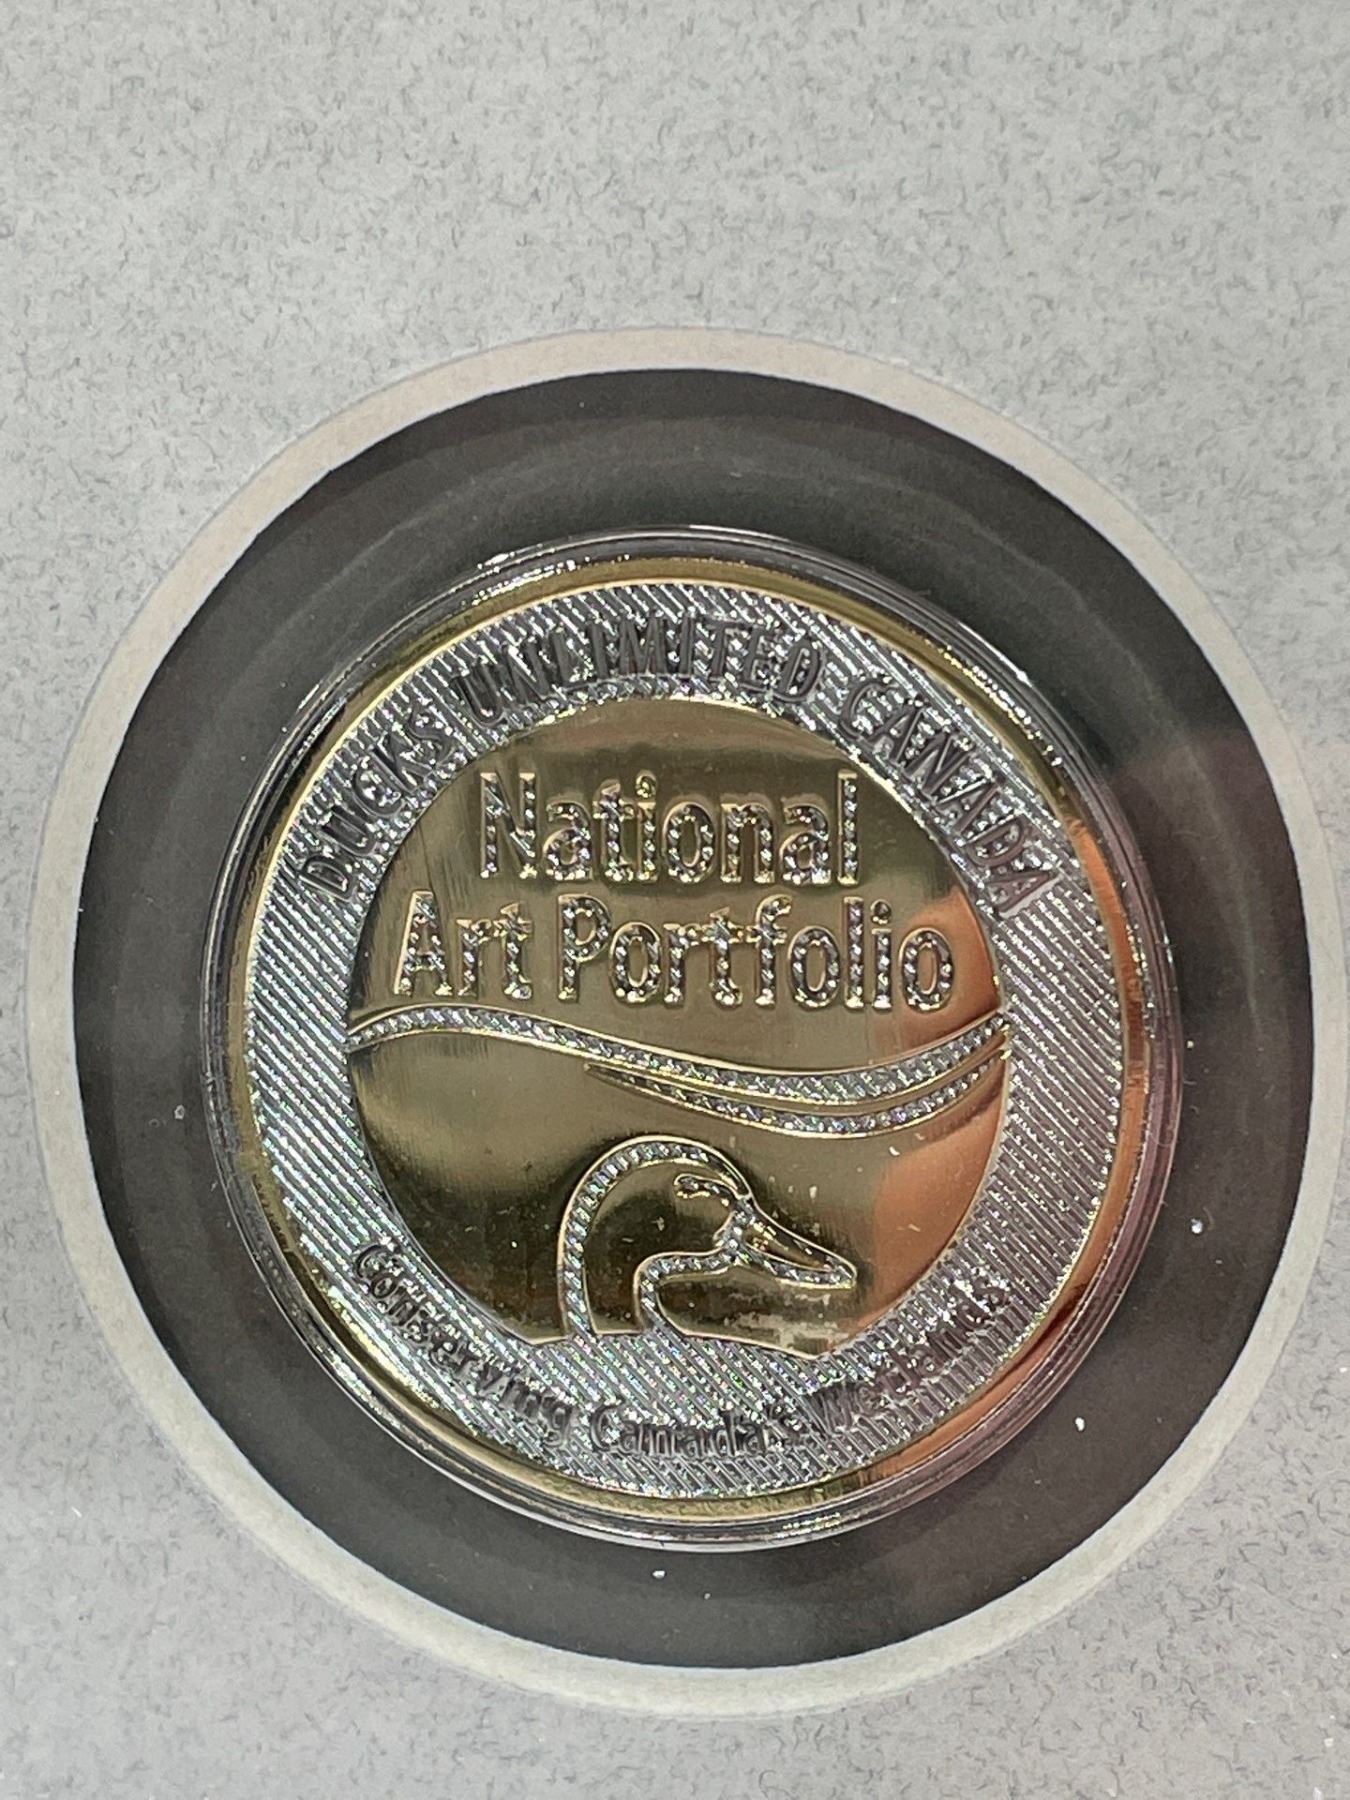 DUCKS UNLIMITED CANADA
National
Art Portfolio
Conserving Canada's Wetlands